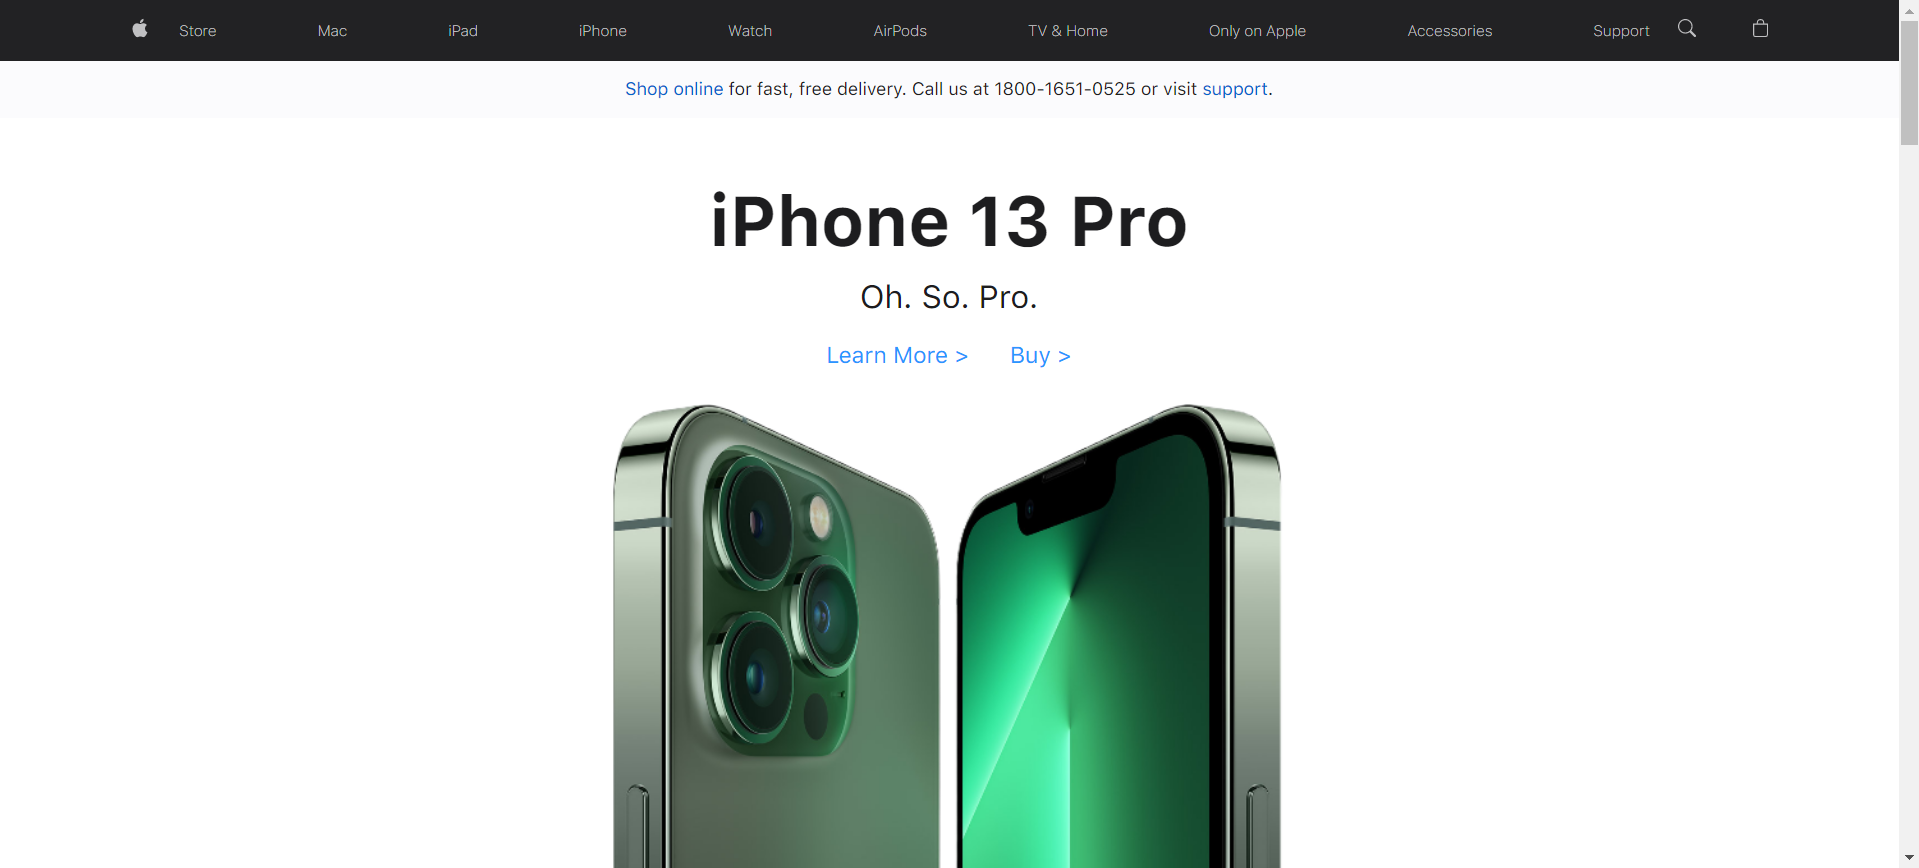 Store Mac iPad iPhone Watch AirPods TV & Home Only on Apple Accessories Support
Shop online for fast, free delivery. Call us at 1800-1651-0525 or visit support.
iPhone 13 Pro
Oh. So. Pro.
Learn More > Buy >